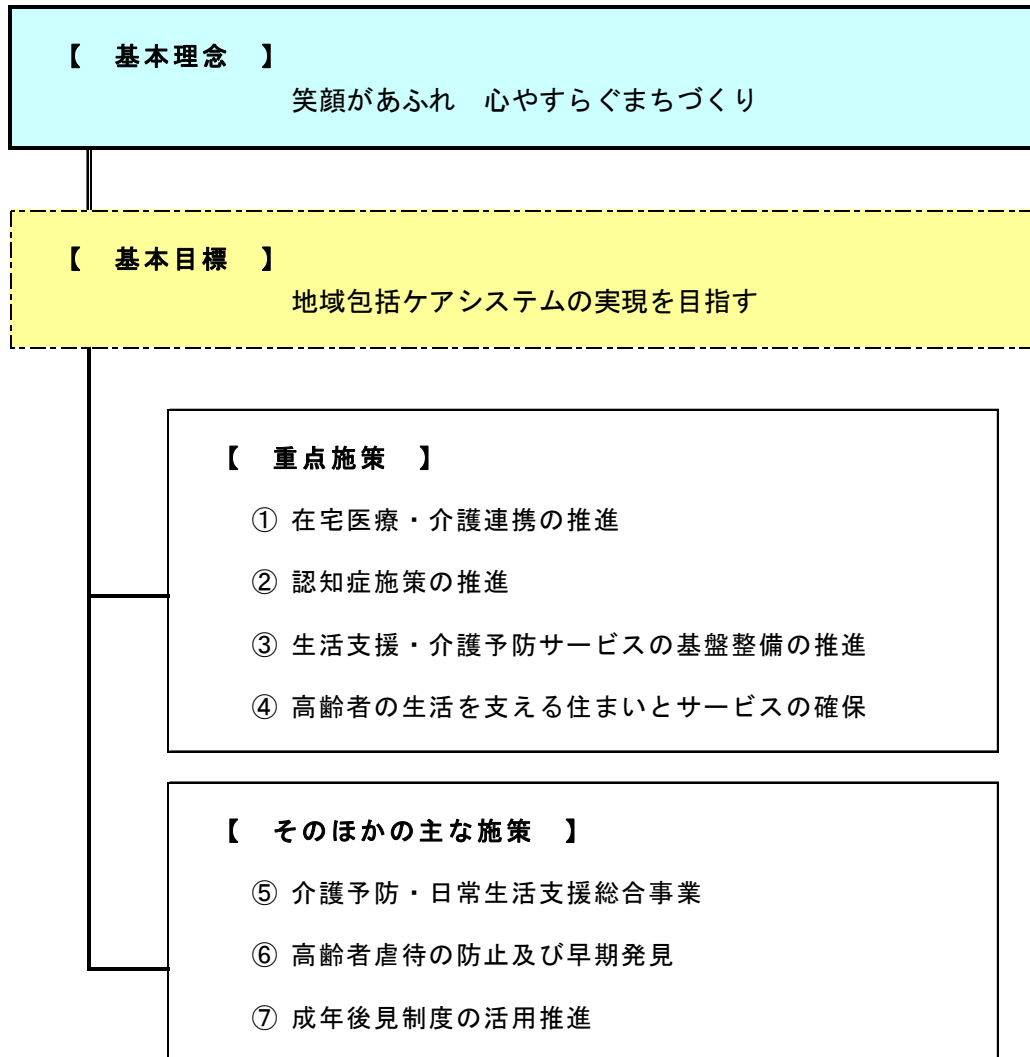 【　基本理念　】
笑顔があふれ　心やすらぐまちづくり
【　基本目標　】
地域包括ケアシステムの実現を目指す
【　重点施策　】
① 在宅医療・介護連携の推進
② 認知症施策の推進
③ 生活支援・介護予防サービスの基盤整備の推進
④ 高齢者の生活を支える住まいとサービスの確保
【　そのほかの主な施策　】
⑤ 介護予防・日常生活支援総合事業
⑥ 高齢者虐待の防止及び早期発見
⑦ 成年後見制度の活用推進